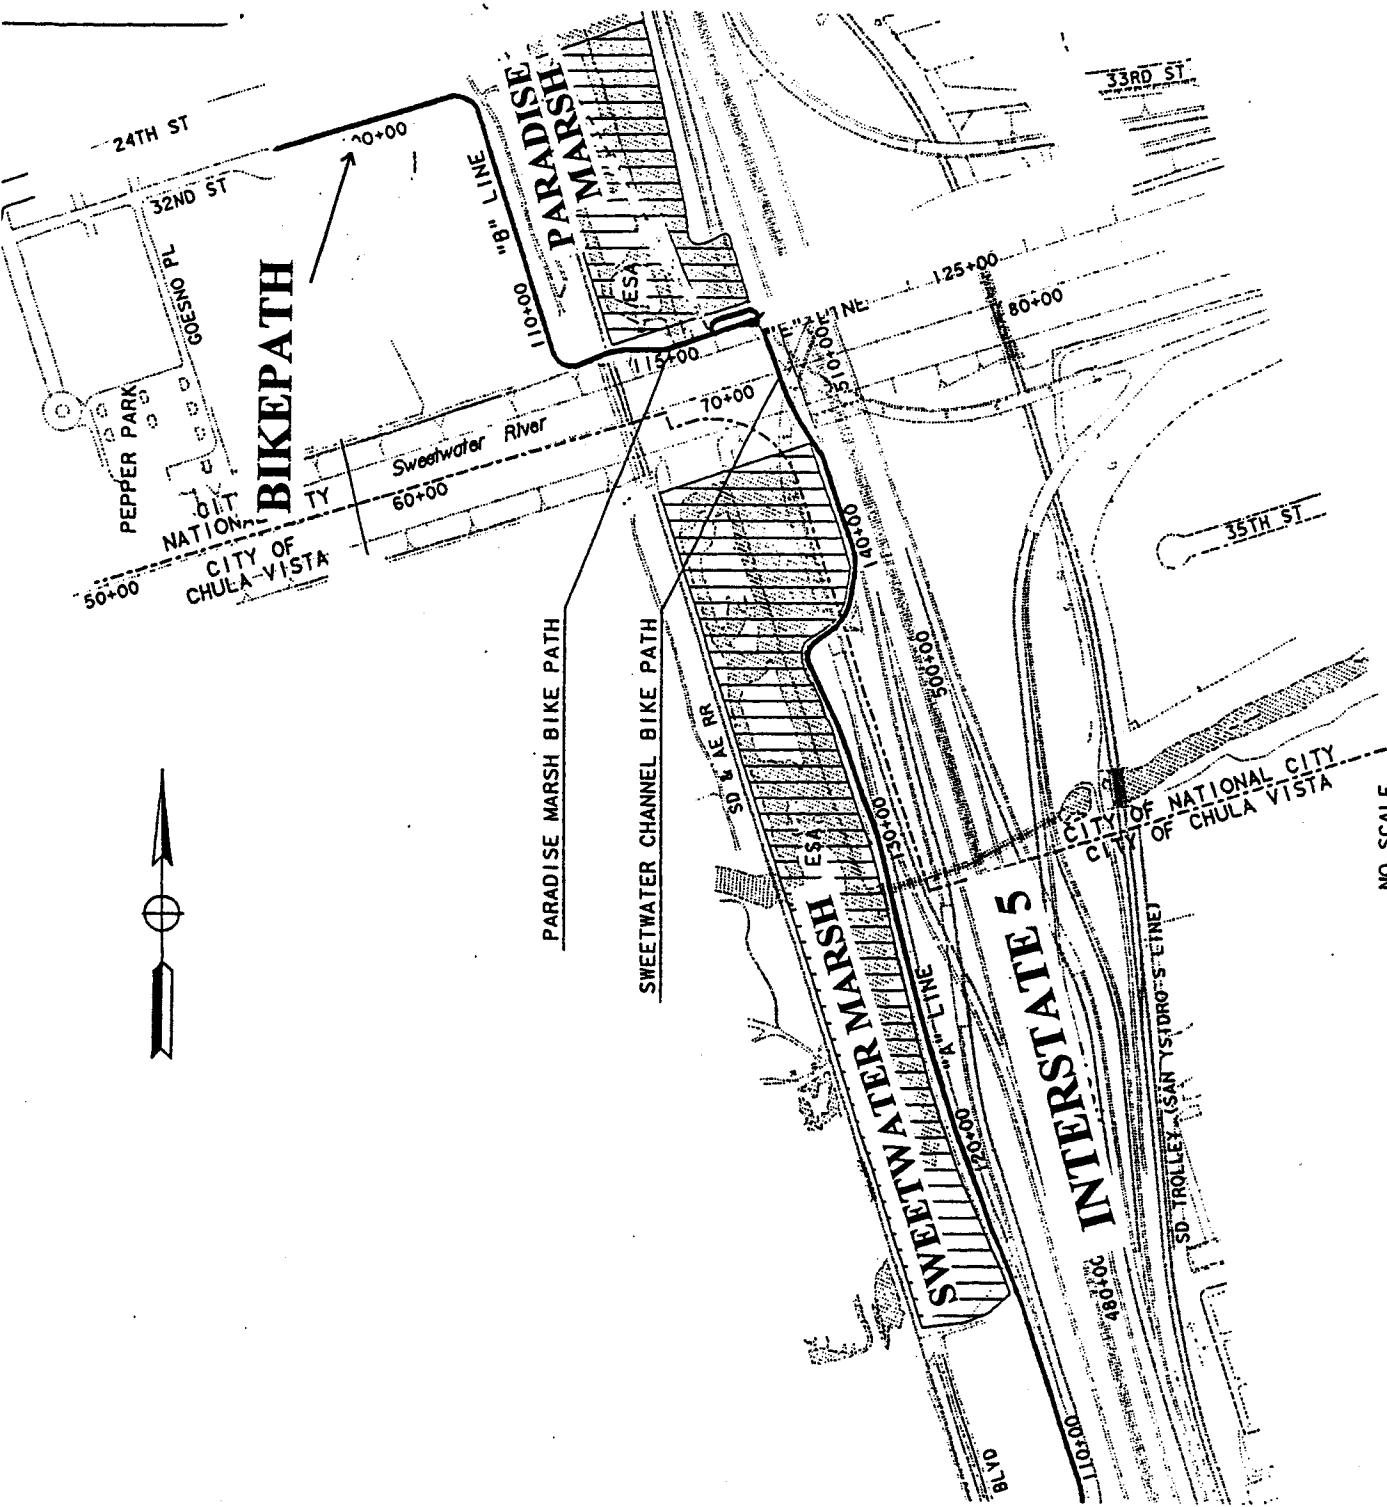 33RD ST
24TH ST
32ND ST
GOESNO PL
PEPPER PARK
BIKEPATH
"B" LINE
110+00
115+00
PARADISE
MARSH
ESA
125+00
80+00
510+00
70+00
Sweetwater River
60+00
50+00
CITY OF
CHULA VISTA
140+00
35TH ST
500+00
PARADISE MARSH BIKE PATH
SWEETWATER CHANNEL BIKE PATH
SD & AE RR
130+00
ESA
CITY OF NATIONAL CITY
CITY OF CHULA VISTA
NO SCALE
SWEETWATER MARSH
"A" LINE
120+00
INTERSTATE 5
SD TROLLEY (SAN YSIDRO S LINE)
480+00
110+00
BLVD